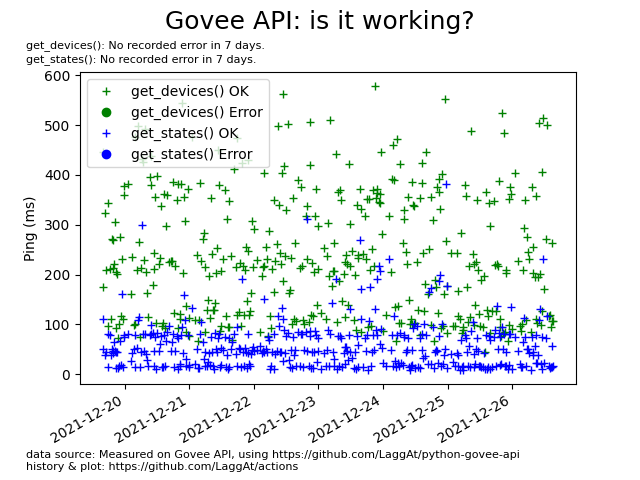 Govee API: is it working?
get_devices(): No recorded error in 7 days.
get_states(): No recorded error in 7 days.
600
500
400
300
200
100
0
Ping (ms)
get_devices() OK
get_devices() Error
get_states() OK
get_states() Error
2021-12-20
2021-12-21
2021-12-22
2021-12-23
2021-12-24
2021-12-25
2021-12-26
data source: Measured on Govee API, using https://github.com/LaggAt/python-govee-api
history & plot: https://github.com/LaggAt/actions